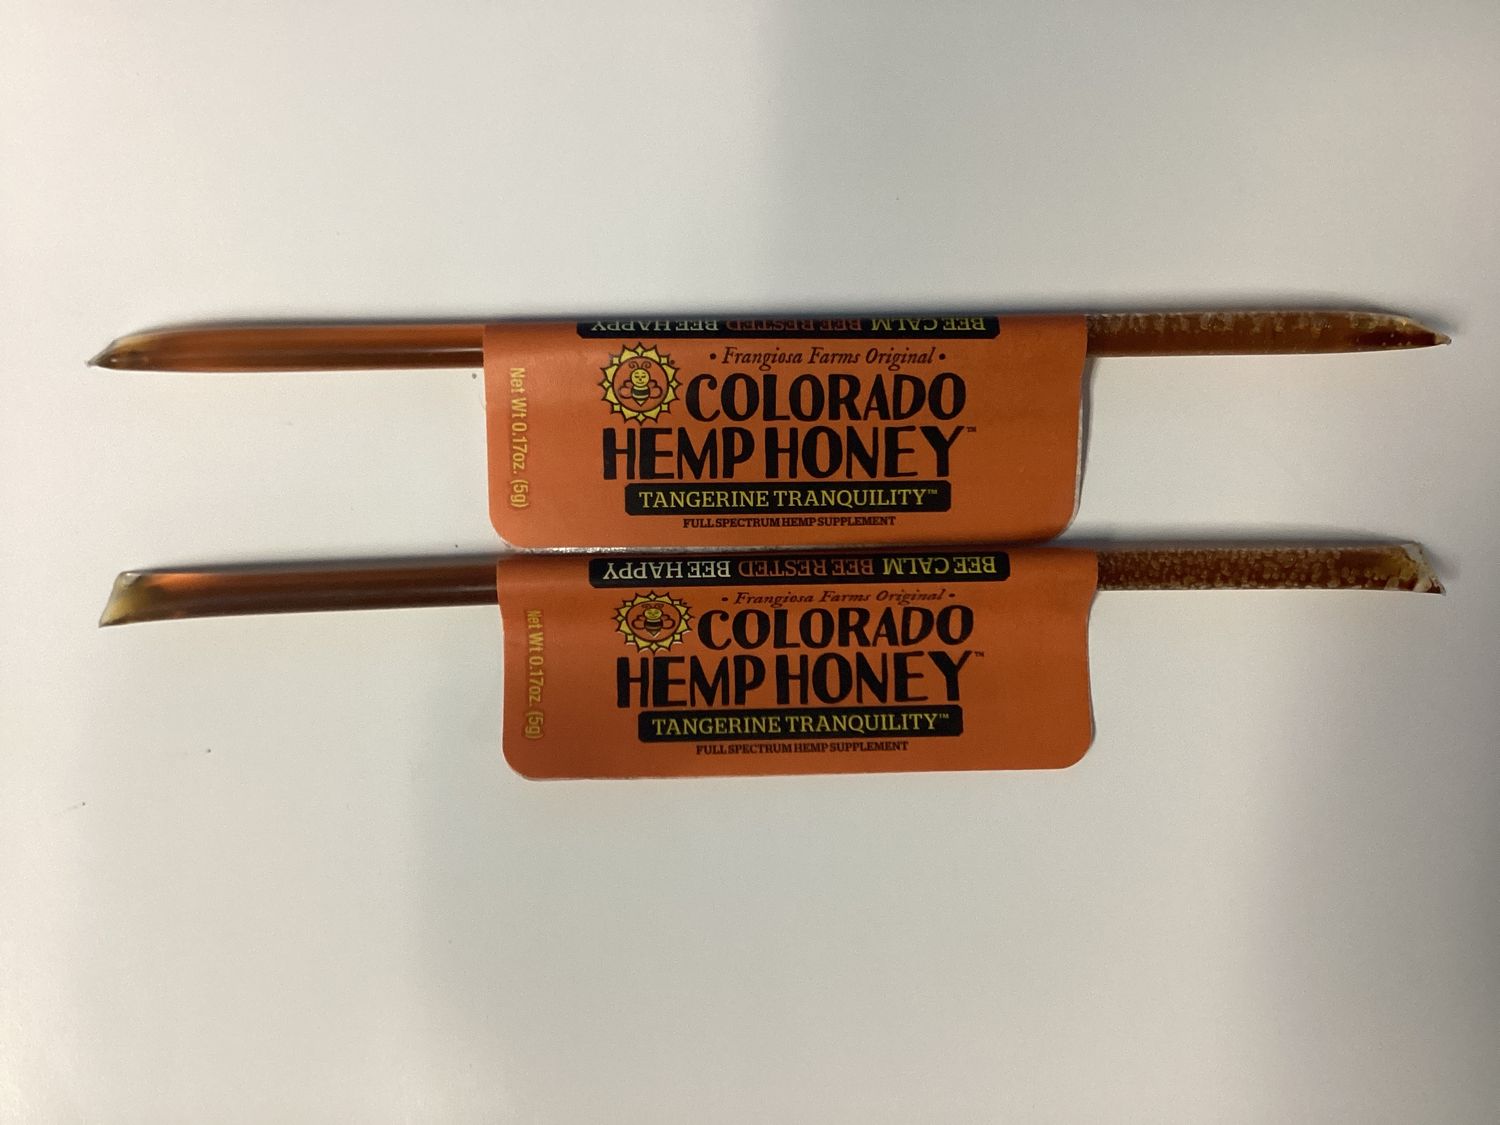 BEE CALM BEE RESTED BEE HAPPY
• Frangiosa Farms Original •
COLORADO
HEMP HONEY™
TANGERINE TRANQUILITY™
FULL SPECTRUM HEMP SUPPLEMENT
Net Wt 0.17oz. (5g)
BEE CALM BEE RESTED BEE HAPPY
• Frangiosa Farms Original •
COLORADO
HEMP HONEY™
TANGERINE TRANQUILITY™
FULL SPECTRUM HEMP SUPPLEMENT
Net Wt 0.17oz. (5g)